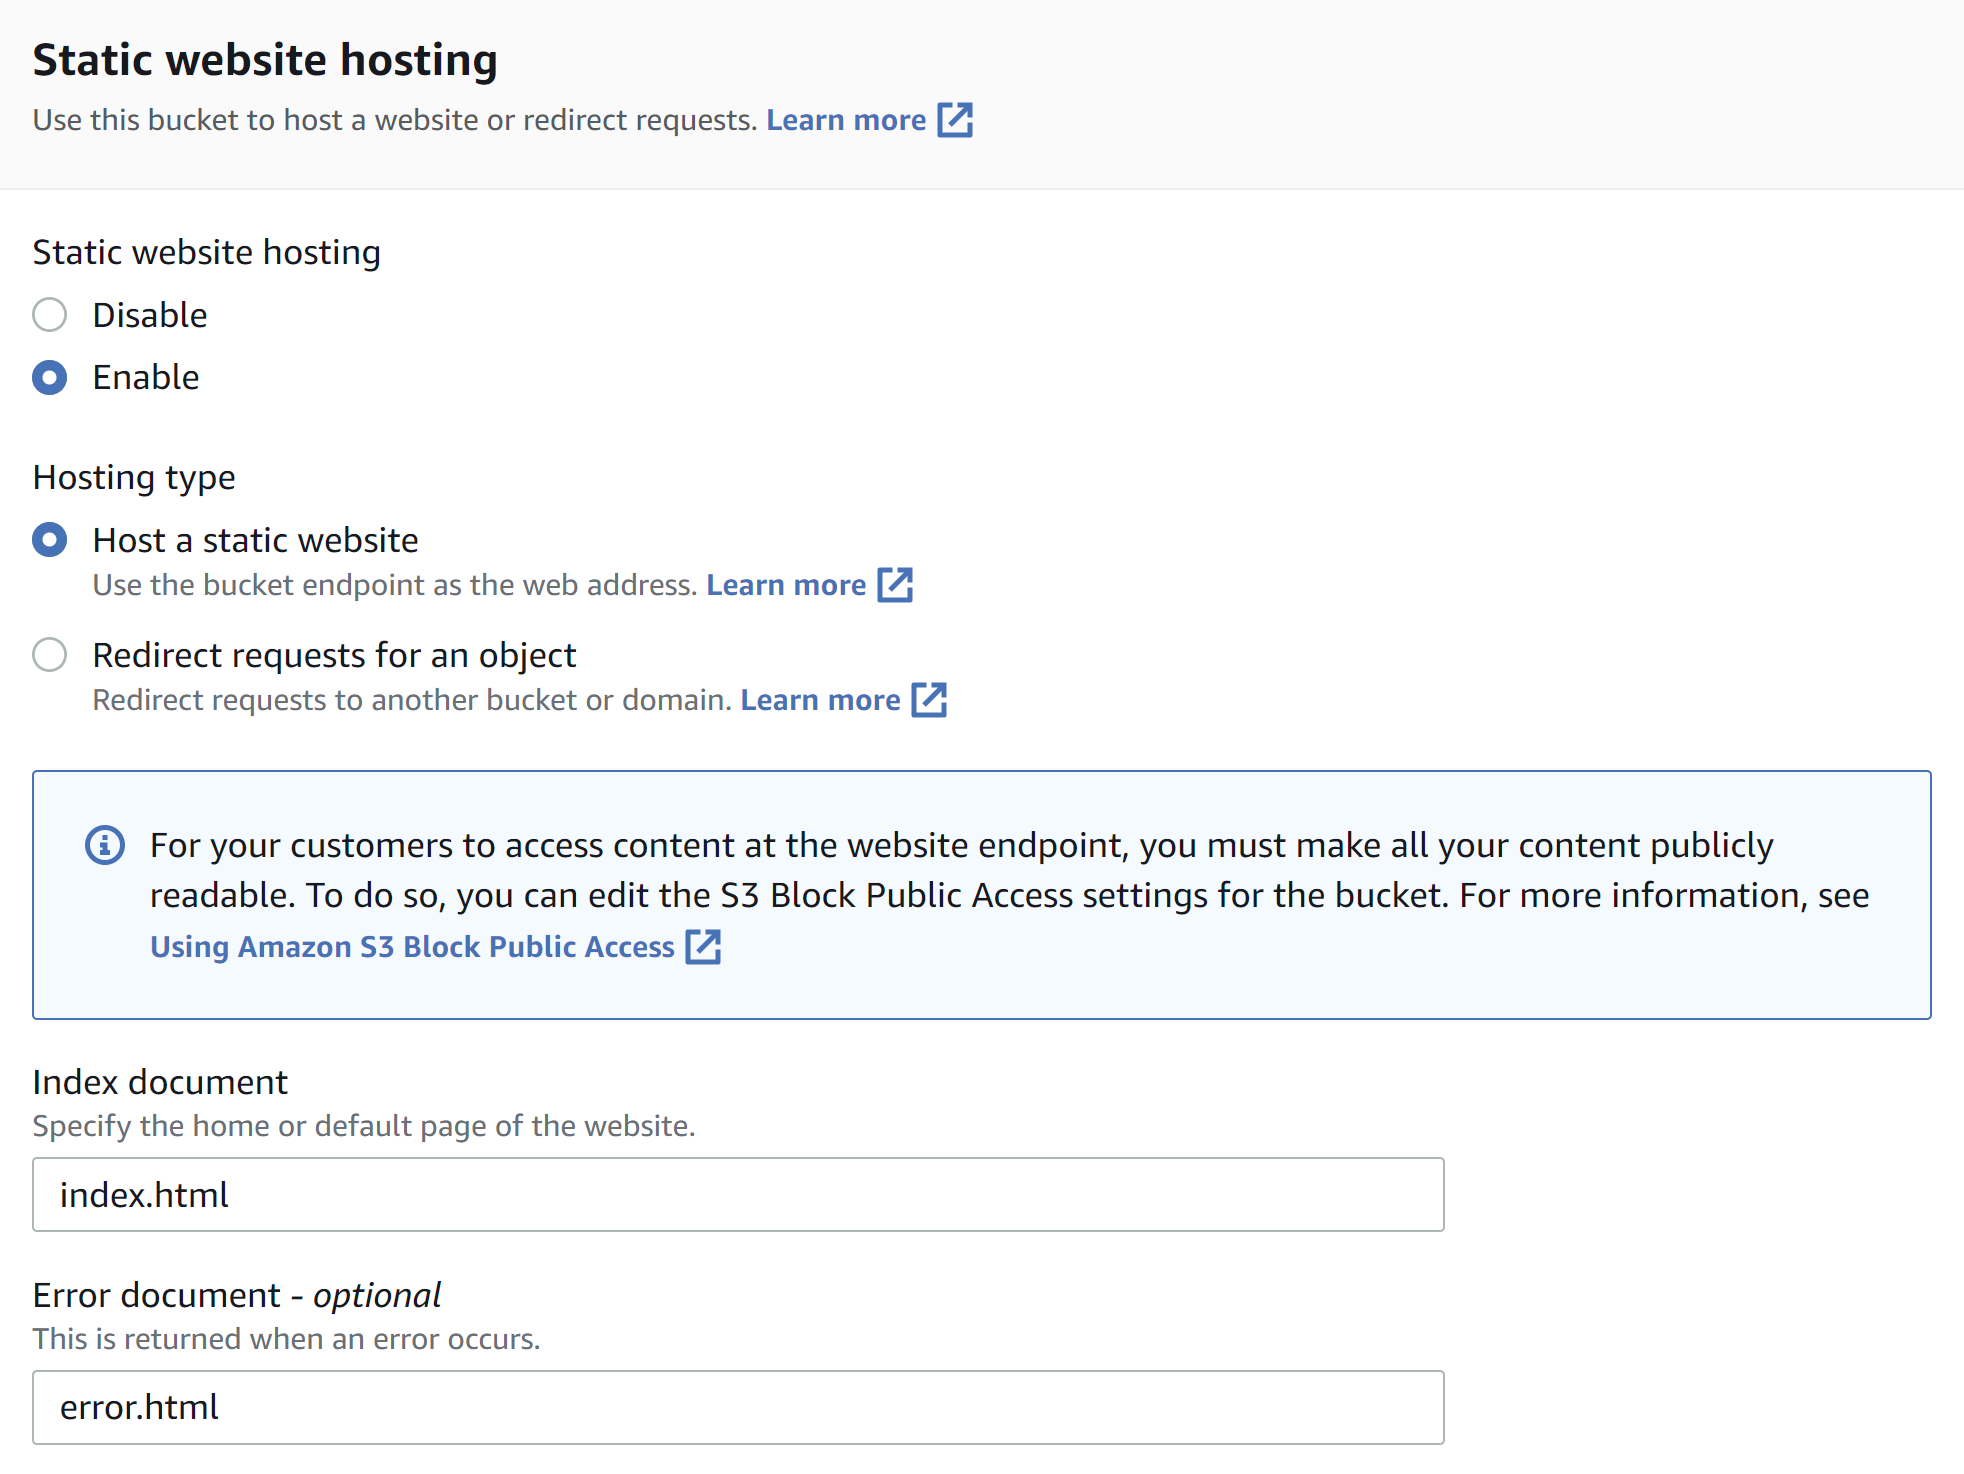 Static website hosting
Use this bucket to host a website or redirect requests. Learn more
Static website hosting
Disable
Enable
Hosting type
Host a static website
Use the bucket endpoint as the web address. Learn more
Redirect requests for an object
Redirect requests to another bucket or domain. Learn more
For your customers to access content at the website endpoint, you must make all your content publicly
readable. To do so, you can edit the S3 Block Public Access settings for the bucket. For more information, see
Using Amazon S3 Block Public Access
Index document
Specify the home or default page of the website.
index.html
Error document - optional
This is returned when an error occurs.
error.html